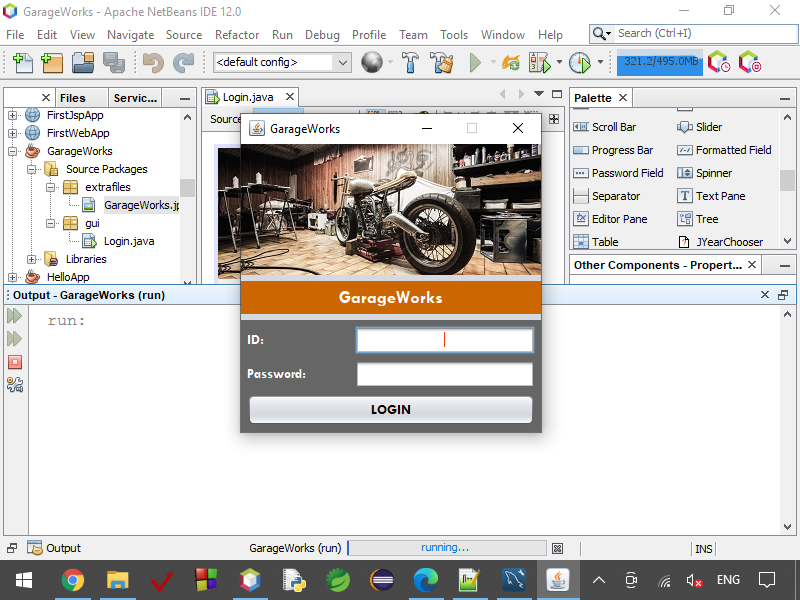 GarageWorks - Apache NetBeans IDE 12.0
File Edit View Navigate Source Refactor Run Debug Profile Team Tools Window Help
Search (Ctrl+I)
<default config>
321.2/495.0MB
Files
Servic...
Login.java
Palette
FirstJspApp
FirstWebApp
GarageWorks
Source Packages
extrafiles
GarageWorks.jp
gui
Login.java
Libraries
HelloApp
GarageWorks
GarageWorks
ID:
Password:
LOGIN
Scroll Bar
Slider
Progress Bar
Formatted Field
Password Field
Spinner
Separator
Text Pane
Editor Pane
Tree
Table
JYearChooser
Other Components - Propert...
Output - GarageWorks (run)
run:
Output
GarageWorks (run)
running...
INS
ENG